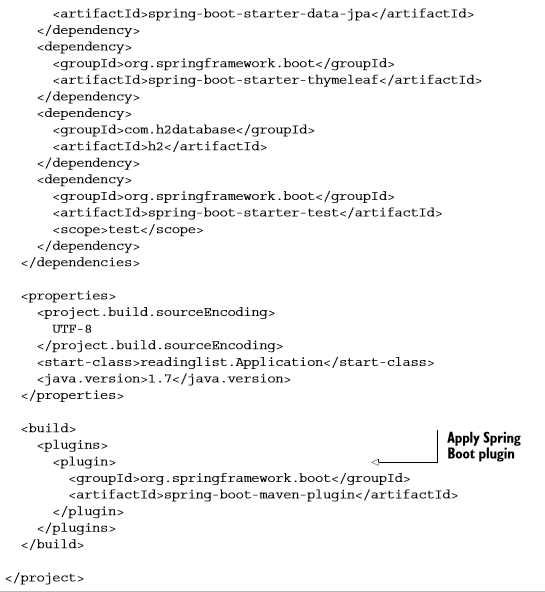 <artifactId>spring-boot-starter-data-jpa</artifactId>
</dependency>
<dependency>
<groupId>org.springframework.boot</groupId>
<artifactId>spring-boot-starter-thymeleaf</artifactId>
</dependency>
<dependency>
<groupId>com.h2database</groupId>
<artifactId>h2</artifactId>
</dependency>
<dependency>
<groupId>org.springframework.boot</groupId>
<artifactId>spring-boot-starter-test</artifactId>
<scope>test</scope>
</dependency>
</dependencies>
<properties>
<project.build.sourceEncoding>
UTF-8
</project.build.sourceEncoding>
<start-class>readinglist.Application</start-class>
<java.version>1.7</java.version>
</properties>
<build>
<plugins>
<plugin>
Apply Spring
Boot plugin
<groupId>org.springframework.boot</groupId>
<artifactId>spring-boot-maven-plugin</artifactId>
</plugin>
</plugins>
</build>
</project>